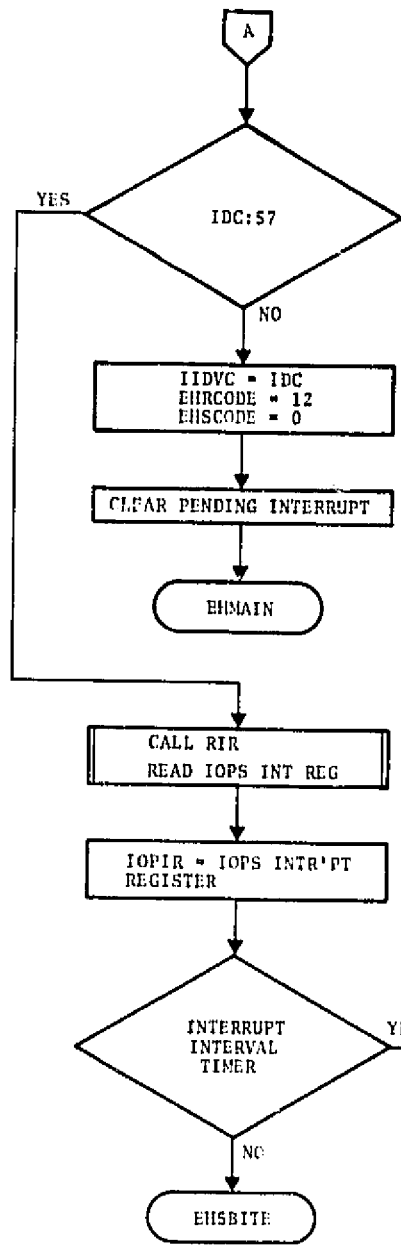 A
YES
IDC:57
NO
IIDVC = IDC
EHRCODE = 12
EHSCODE = 0
CLEAR PENDING INTERRUPT
EHMAIN
CALL RIR
READ IOPS INT REG
IOPIR = IOPS INTR'PT
REGISTER
INTERRUPT
INTERVAL
TIMER
NO
EHSBITE